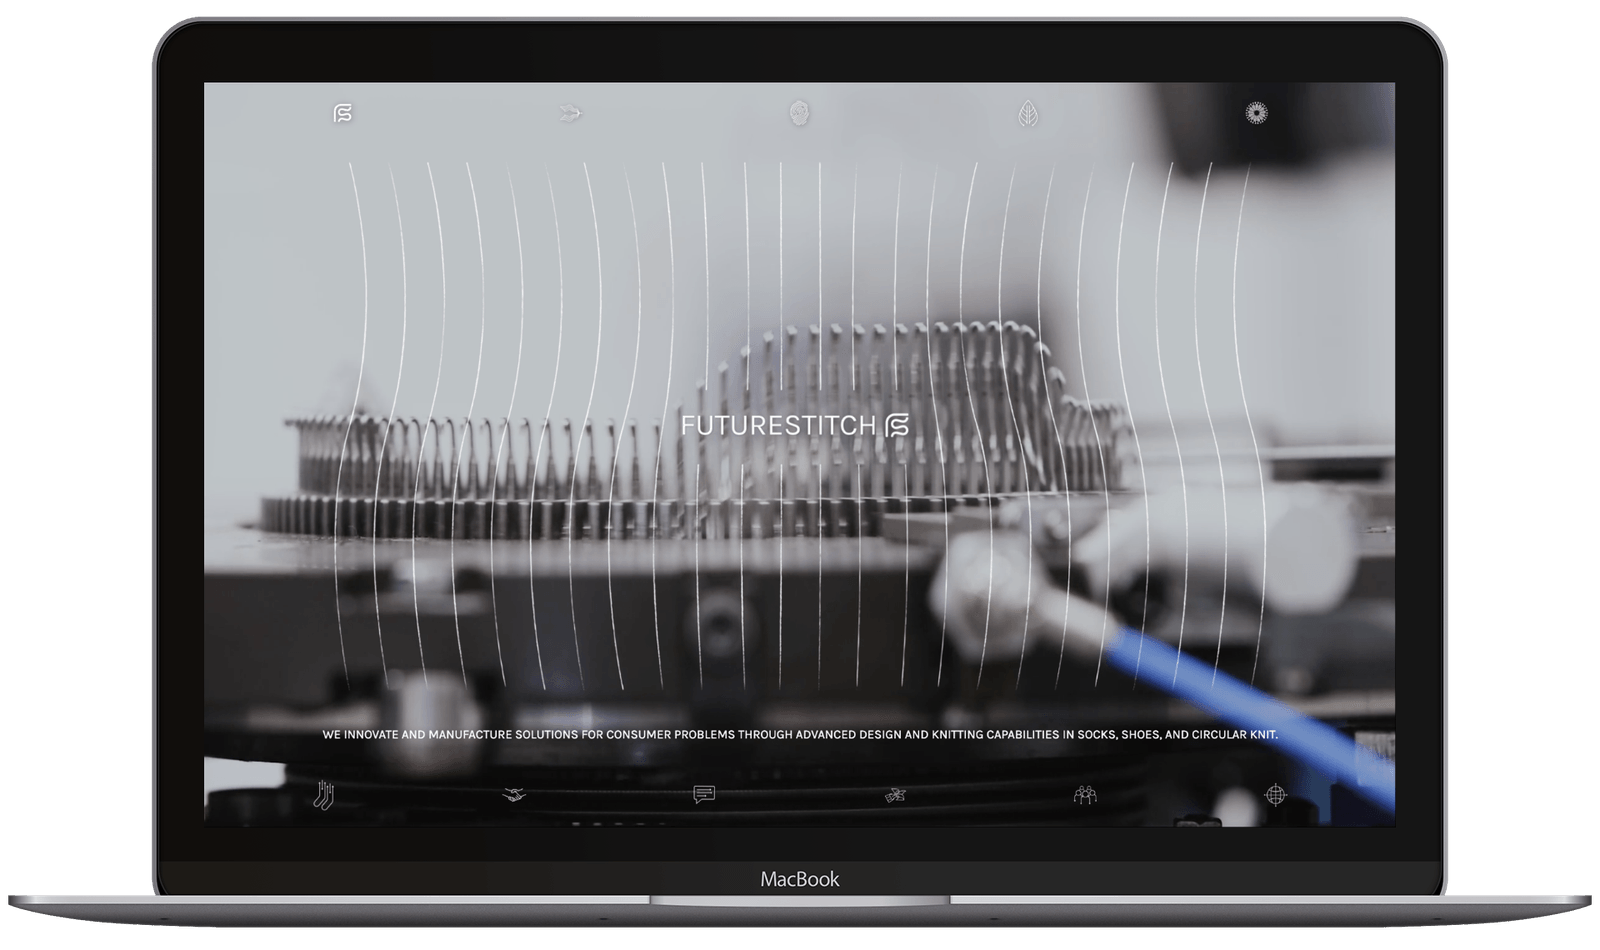 FUTURESTITCH
WE INNOVATE AND MANUFACTURE SOLUTIONS FOR CONSUMER PROBLEMS THROUGH ADVANCED DESIGN AND KNITTING CAPABILITIES IN SOCKS, SHOES, AND CIRCULAR KNIT.
MacBook